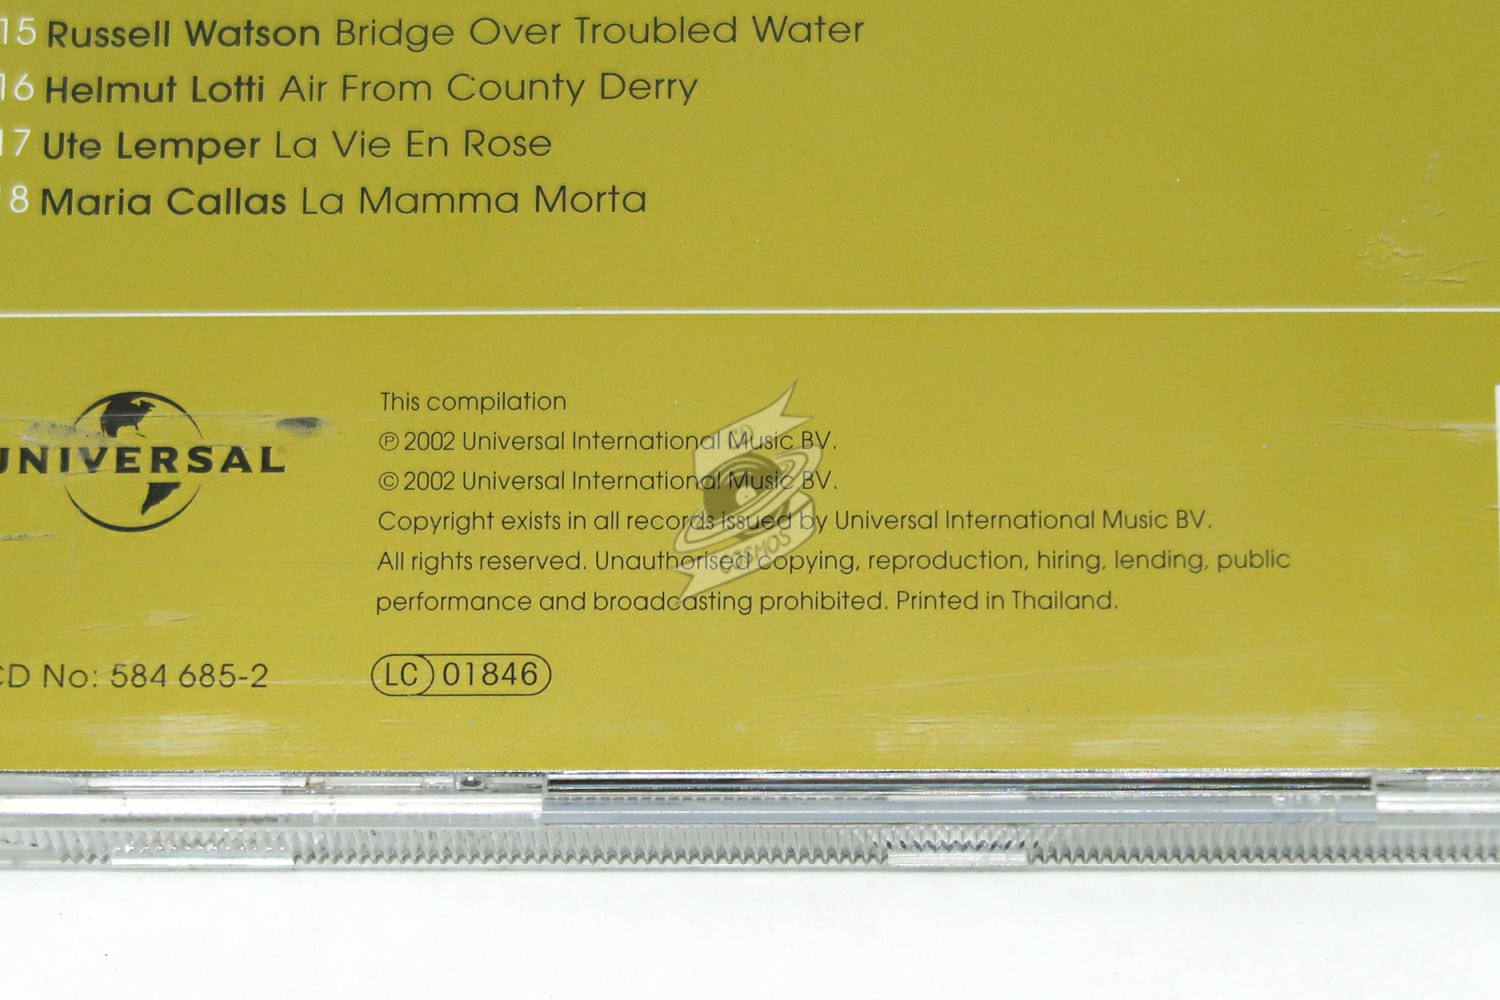 15 Russell Watson Bridge Over Troubled Water
16 Helmut Lotti Air From County Derry
17 Ute Lemper La Vie En Rose
18 Maria Callas La Mamma Morta
UNIVERSAL
This compilation
℗ 2002 Universal International Music BV.
© 2002 Universal International Music BV.
Copyright exists in all records issued by Universal International Music BV.
All rights reserved. Unauthorised copying, reproduction, hiring, lending, public
performance and broadcasting prohibited. Printed in Thailand.
CD COSMOS
CD No: 584 685-2
LC 01846